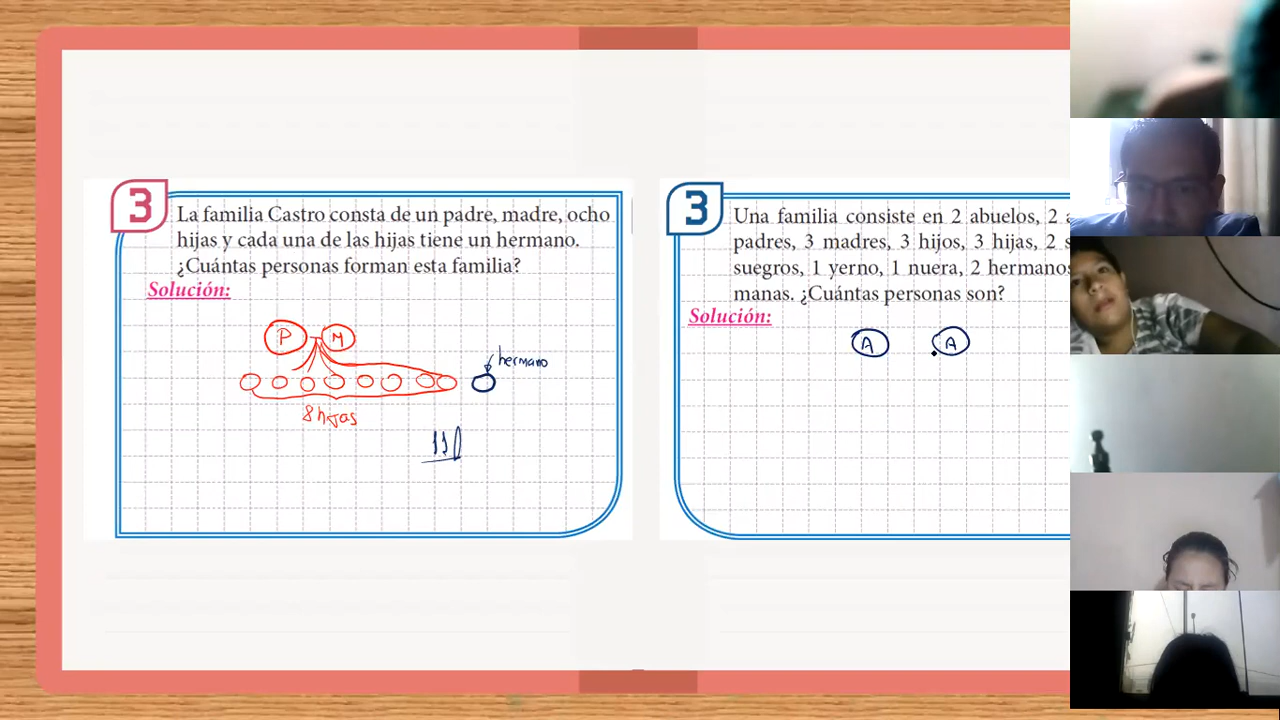 3
La familia Castro consta de un padre, madre, ocho
hijas y cada una de las hijas tiene un hermano.
¿Cuántas personas forman esta familia?
Solución:
P M
hermano
8 hijas
11
3
Una familia consiste en 2 abuelos, 2
padres, 3 madres, 3 hijos, 3 hijas, 2
suegros, 1 yerno, 1 nuera, 2 hermanos
manas. ¿Cuántas personas son?
Solución:
A A